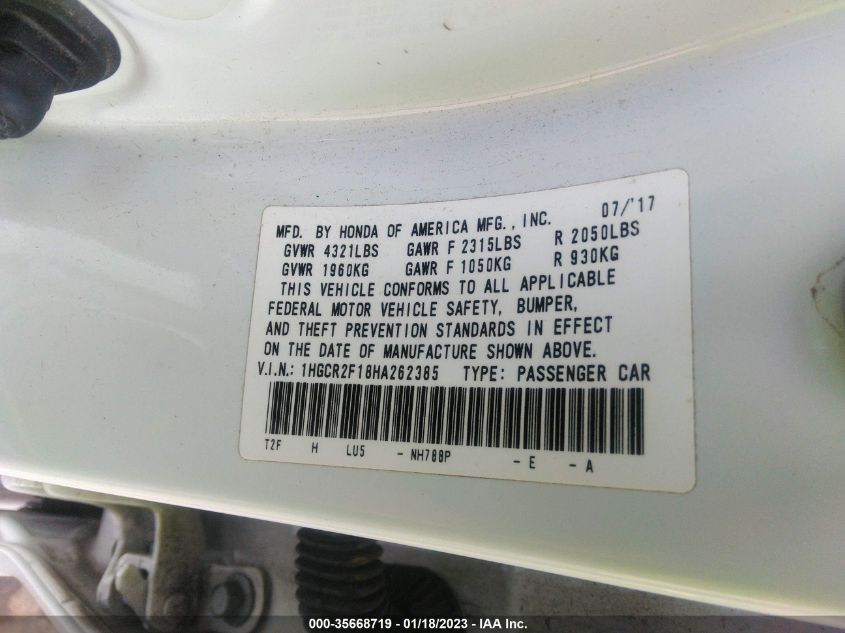 MFD. BY HONDA OF AMERICA MFG., INC. 07/'17
GVWR 4321LBS GAWR F 2315LBS R 2050LBS
GVWR 1960KG GAWR F 1050KG R 930KG
THIS VEHICLE CONFORMS TO ALL APPLICABLE
FEDERAL MOTOR VEHICLE SAFETY, BUMPER,
AND THEFT PREVENTION STANDARDS IN EFFECT
ON THE DATE OF MANUFACTURE SHOWN ABOVE.
V.I.N.: 1HGCR2F18HA262385 TYPE: PASSENGER CAR
T2F H LU5 - NH788P - E - A
000-35668719 / 01/18/2023 / © IAA Inc.